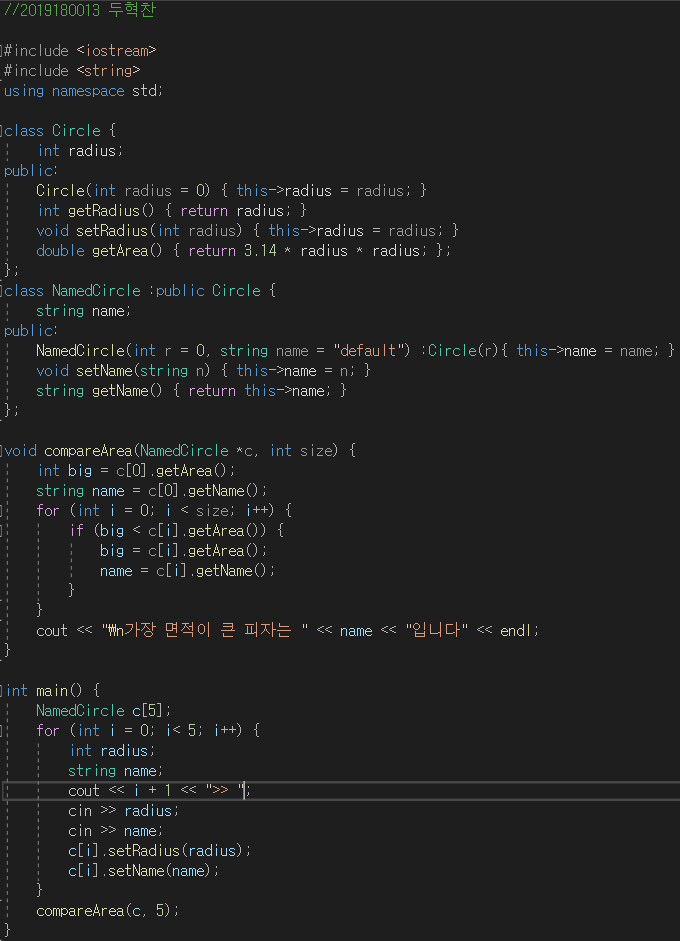 //2019180013 두혁찬
#include <iostream>
#include <string>
using namespace std;
class Circle {
int radius;
public:
Circle(int radius = 0) { this->radius = radius; }
int getRadius() { return radius; }
void setRadius(int radius) { this->radius = radius; }
double getArea() { return 3.14 * radius * radius; };
};
class NamedCircle :public Circle {
string name;
public:
NamedCircle(int r = 0, string name = "default") :Circle(r){ this->name = name; }
void setName(string n) { this->name = n; }
string getName() { return this->name; }
};
void compareArea(NamedCircle *c, int size) {
int big = c[0].getArea();
string name = c[0].getName();
for (int i = 0; i < size; i++) {
if (big < c[i].getArea()) {
big = c[i].getArea();
name = c[i].getName();
}
}
cout << "₩n가장 면적이 큰 피자는 " << name << "입니다" << endl;
}
int main() {
NamedCircle c[5];
for (int i = 0; i< 5; i++) {
int radius;
string name;
cout << i + 1 << ">> ";
cin >> radius;
cin >> name;
c[i].setRadius(radius);
c[i].setName(name);
}
compareArea(c, 5);
}